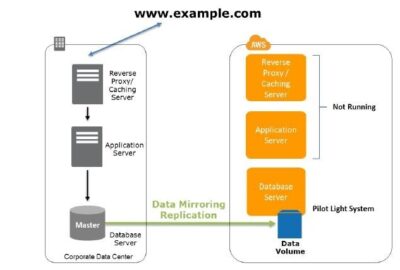 www.example.com
AWS
Reverse
Proxy/
Caching
Server
Application
Server
Master
Database
Server
Corporate Data Center
Data Mirroring
Replication
Reverse
Proxy /
Caching
Server
Application
Server
Not Running
Database
Server
Pilot Light System
Data
Volume